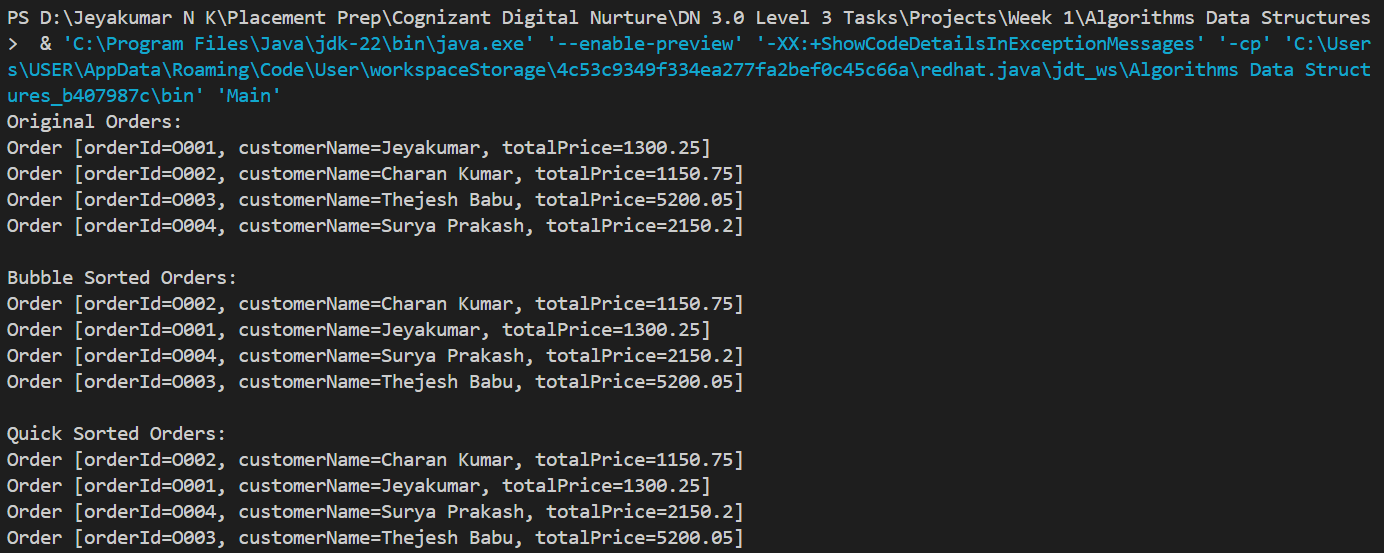 PS D:\Jeyakumar N K\Placement Prep\Cognizant Digital Nurture\DN 3.0 Level 3 Tasks\Projects\Week 1\Algorithms Data Structures
>  & 'C:\Program Files\Java\jdk-22\bin\java.exe' '--enable-preview' '-XX:+ShowCodeDetailsInExceptionMessages' '-cp' 'C:\User
s\USER\AppData\Roaming\Code\User\workspaceStorage\4c53c9349f334ea277fa2bef0c45c66a\redhat.java\jdt_ws\Algorithms Data Struct
ures_b407987c\bin' 'Main'
Original Orders:
Order [orderId=O001, customerName=Jeyakumar, totalPrice=1300.25]
Order [orderId=O002, customerName=Charan Kumar, totalPrice=1150.75]
Order [orderId=O003, customerName=Thejesh Babu, totalPrice=5200.05]
Order [orderId=O004, customerName=Surya Prakash, totalPrice=2150.2]

Bubble Sorted Orders:
Order [orderId=O002, customerName=Charan Kumar, totalPrice=1150.75]
Order [orderId=O001, customerName=Jeyakumar, totalPrice=1300.25]
Order [orderId=O004, customerName=Surya Prakash, totalPrice=2150.2]
Order [orderId=O003, customerName=Thejesh Babu, totalPrice=5200.05]

Quick Sorted Orders:
Order [orderId=O002, customerName=Charan Kumar, totalPrice=1150.75]
Order [orderId=O001, customerName=Jeyakumar, totalPrice=1300.25]
Order [orderId=O004, customerName=Surya Prakash, totalPrice=2150.2]
Order [orderId=O003, customerName=Thejesh Babu, totalPrice=5200.05]